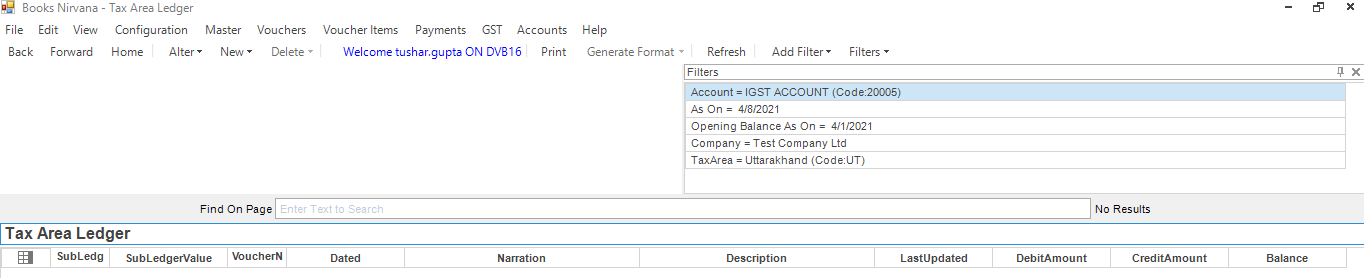 Books Nirvana - Tax Area Ledger
File Edit View Configuration Master Vouchers Voucher Items Payments GST Accounts Help
Back Forward Home Alter New Delete Welcome tushar.gupta ON DVB16 Print Generate Format Refresh Add Filter Filters
Filters
Account = IGST ACCOUNT (Code:20005)
As On = 4/8/2021
Opening Balance As On = 4/1/2021
Company = Test Company Ltd
TaxArea = Uttarakhand (Code:UT)
Find On Page Enter Text to Search No Results
Tax Area Ledger
SubLedg SubLedgerValue VoucherN Dated Narration Description LastUpdated DebitAmount CreditAmount Balance